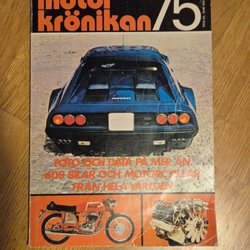 motor
krönikan 75
FOTO OCH DATA PÅ MER ÄN
600 BILAR OCH MOTORCYKLAR
FRÅN HELA VÄRLDEN